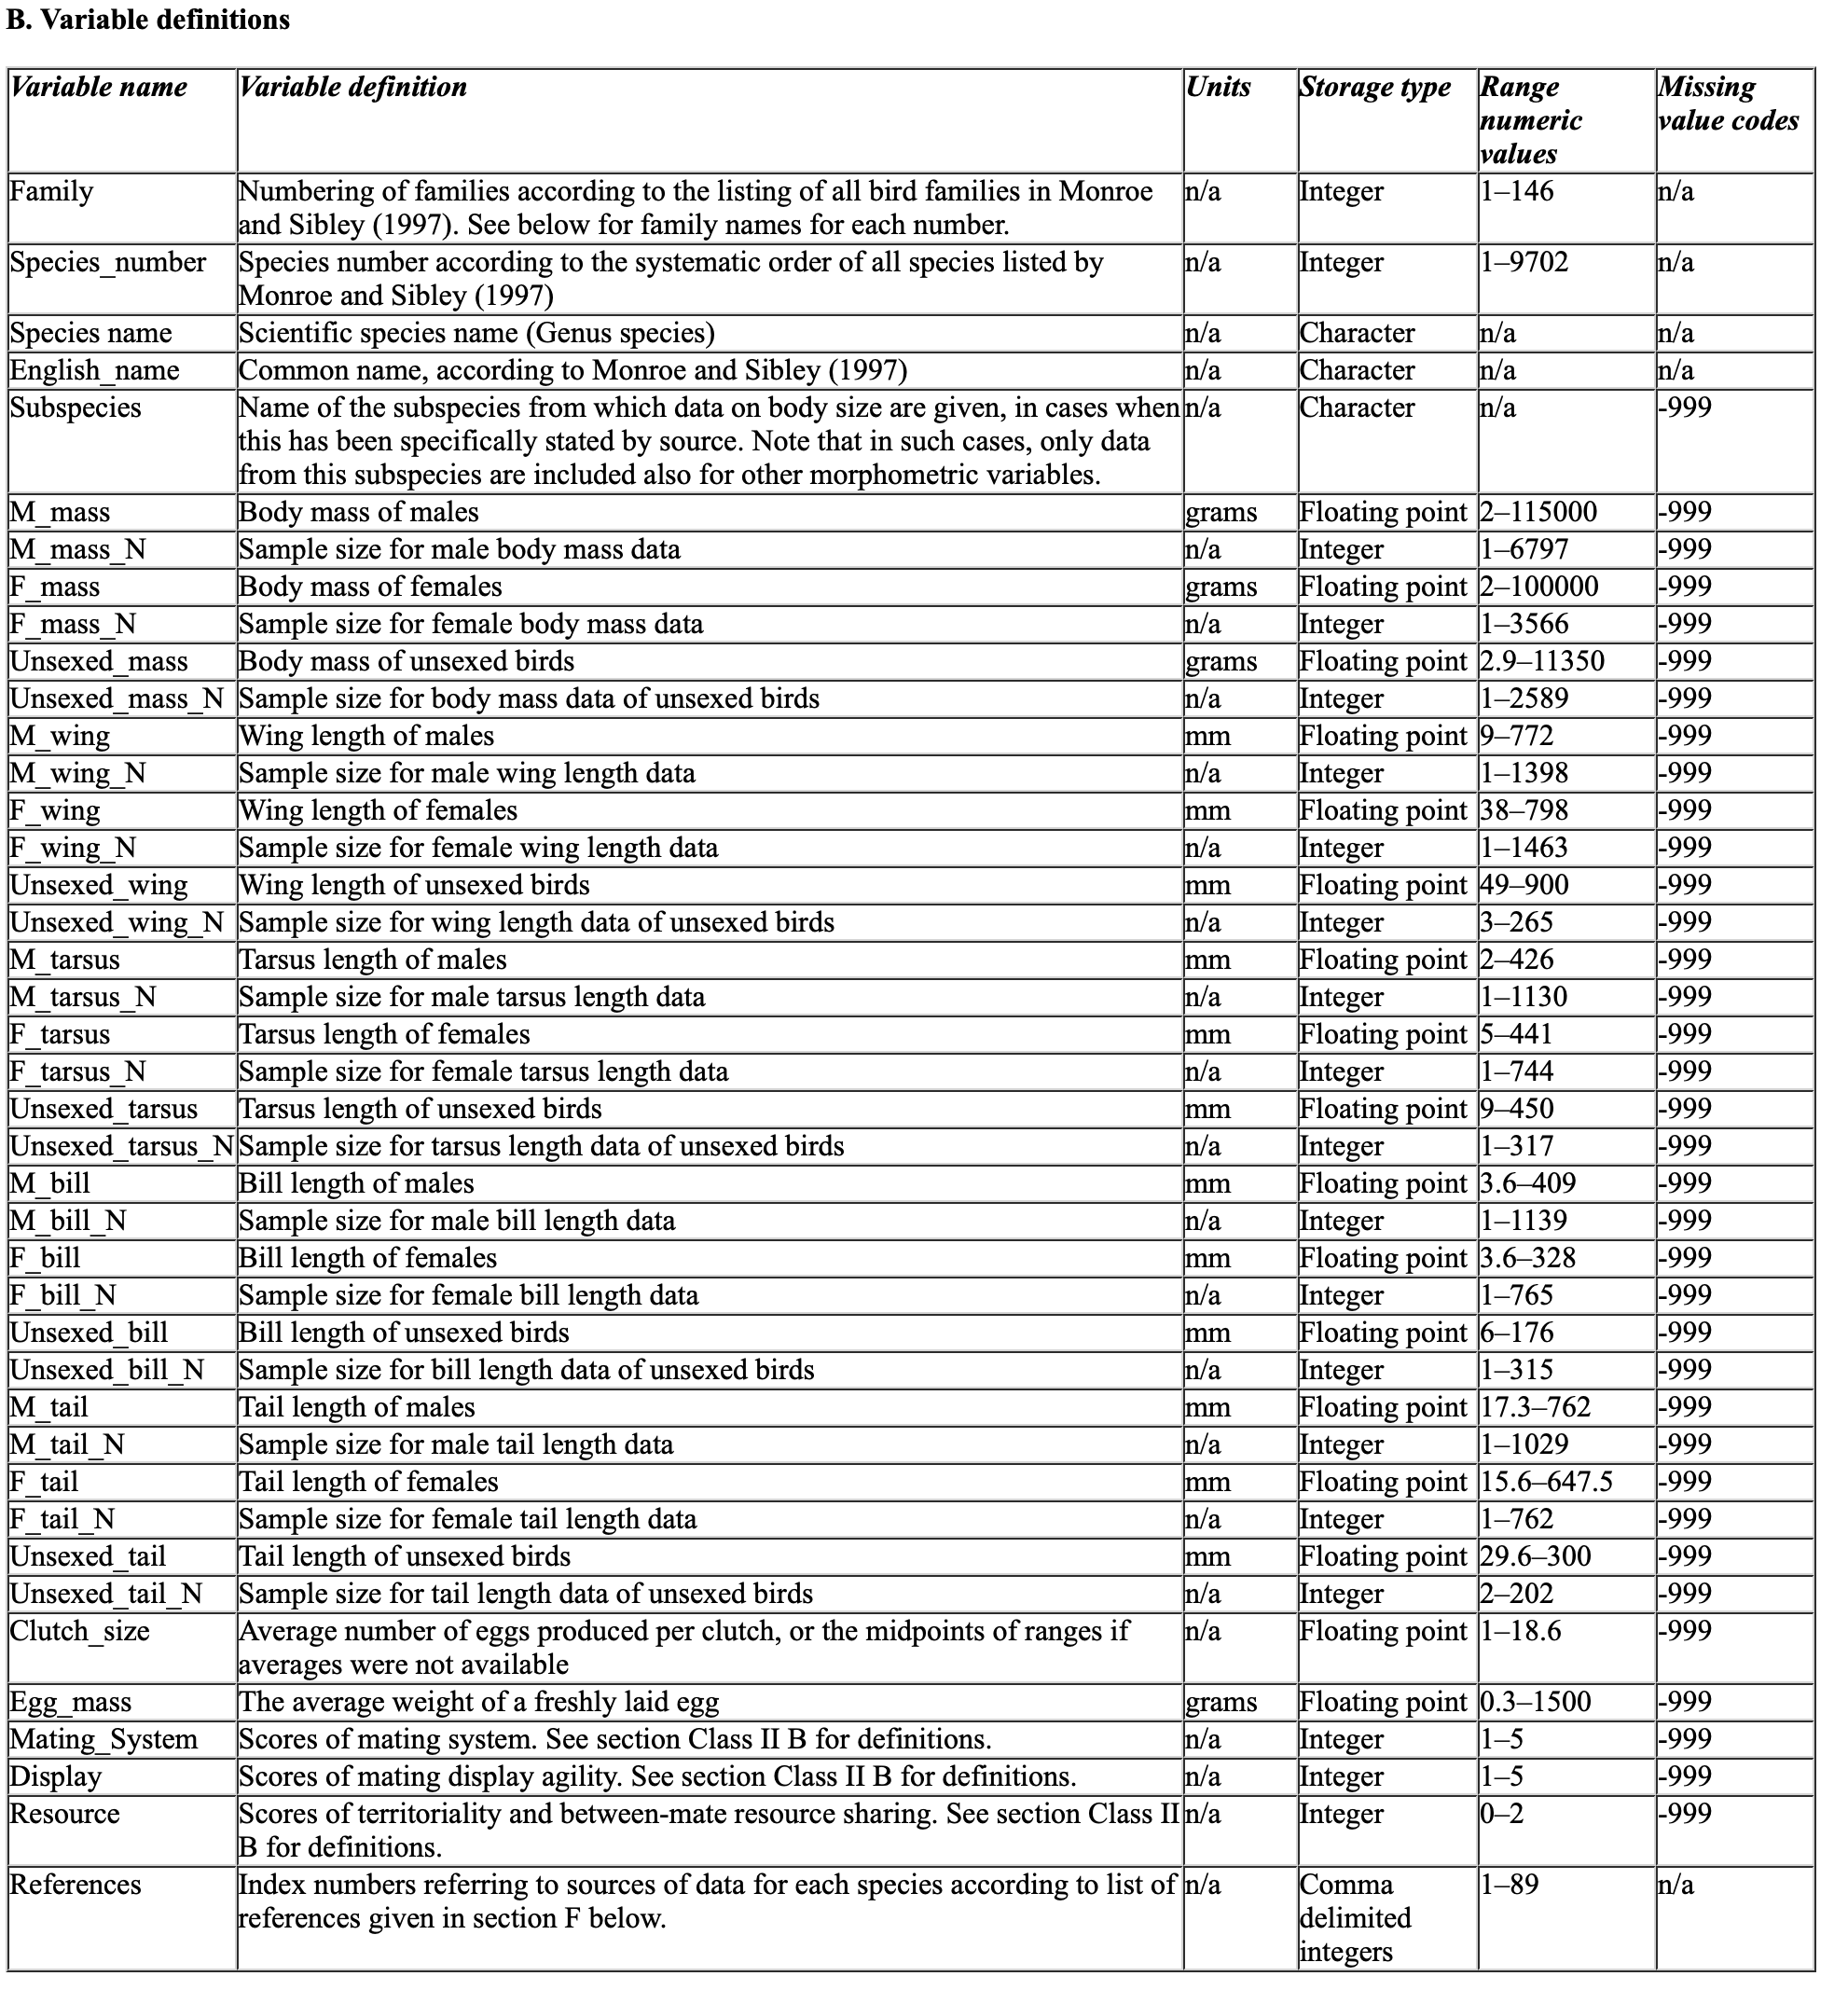 B. Variable definitions
Variable name Variable definition Units Storage type Range Missing
numeric value codes
values
Family Numbering of families according to the listing of all bird families in Monroe n/a Integer 1–146 n/a
and Sibley (1997). See below for family names for each number.
Species_number Species number according to the systematic order of all species listed by n/a Integer 1–9702 n/a
Monroe and Sibley (1997)
Species name Scientific species name (Genus species) n/a Character n/a n/a
English_name Common name, according to Monroe and Sibley (1997) n/a Character n/a n/a
Subspecies Name of the subspecies from which data on body size are given, in cases when n/a Character n/a -999
this has been specifically stated by source. Note that in such cases, only data
from this subspecies are included also for other morphometric variables.
M_mass Body mass of males grams Floating point 2–115000 -999
M_mass_N Sample size for male body mass data n/a Integer 1–6797 -999
F_mass Body mass of females grams Floating point 2–100000 -999
F_mass_N Sample size for female body mass data n/a Integer 1–3566 -999
Unsexed_mass Body mass of unsexed birds grams Floating point 2.9–11350 -999
Unsexed_mass_N Sample size for body mass data of unsexed birds n/a Integer 1–2589 -999
M_wing Wing length of males mm Floating point 9–772 -999
M_wing_N Sample size for male wing length data n/a Integer 1–1398 -999
F_wing Wing length of females mm Floating point 38–798 -999
F_wing_N Sample size for female wing length data n/a Integer 1–1463 -999
Unsexed_wing Wing length of unsexed birds mm Floating point 49–900 -999
Unsexed_wing_N Sample size for wing length data of unsexed birds n/a Integer 3–265 -999
M_tarsus Tarsus length of males mm Floating point 2–426 -999
M_tarsus_N Sample size for male tarsus length data n/a Integer 1–1130 -999
F_tarsus Tarsus length of females mm Floating point 5–441 -999
F_tarsus_N Sample size for female tarsus length data n/a Integer 1–744 -999
Unsexed_tarsus Tarsus length of unsexed birds mm Floating point 9–450 -999
Unsexed_tarsus_N Sample size for tarsus length data of unsexed birds n/a Integer 1–317 -999
M_bill Bill length of males mm Floating point 3.6–409 -999
M_bill_N Sample size for male bill length data n/a Integer 1–1139 -999
F_bill Bill length of females mm Floating point 3.6–328 -999
F_bill_N Sample size for female bill length data n/a Integer 1–765 -999
Unsexed_bill Bill length of unsexed birds mm Floating point 6–176 -999
Unsexed_bill_N Sample size for bill length data of unsexed birds n/a Integer 1–315 -999
M_tail Tail length of males mm Floating point 17.3–762 -999
M_tail_N Sample size for male tail length data n/a Integer 1–1029 -999
F_tail Tail length of females mm Floating point 15.6–647.5 -999
F_tail_N Sample size for female tail length data n/a Integer 1–762 -999
Unsexed_tail Tail length of unsexed birds mm Floating point 29.6–300 -999
Unsexed_tail_N Sample size for tail length data of unsexed birds n/a Integer 2–202 -999
Clutch_size Average number of eggs produced per clutch, or the midpoints of ranges if n/a Floating point 1–18.6 -999
averages were not available
Egg_mass The average weight of a freshly laid egg grams Floating point 0.3–1500 -999
Mating_System Scores of mating system. See section Class II B for definitions. n/a Integer 1–5 -999
Display Scores of mating display agility. See section Class II B for definitions. n/a Integer 1–5 -999
Resource Scores of territoriality and between-mate resource sharing. See section Class II n/a Integer 0–2 -999
B for definitions.
References Index numbers referring to sources of data for each species according to list of n/a Comma 1–89 n/a
references given in section F below. delimited
integers